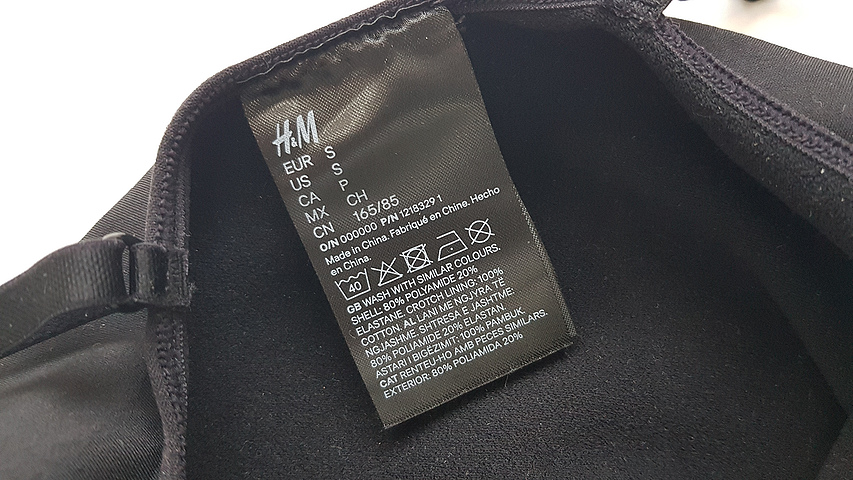 H&M
EUR S
US S
CA P
MX CH
CN 165/85
O/N 000000 P/N 1218329 1
Made in China. Fabriqué en Chine. Hecho
en China.
40
GB WASH WITH SIMILAR COLOURS.
SHELL: 80% POLYAMIDE 20%
ELASTANE. CROTCH LINING: 100%
COTTON. AL LANI ME NGJYRA TË
NGJASHME. SHTRESA E JASHTME:
80% POLIAMIDE 20% ELASTAN.
ASTARI I BIGËZIMIT: 100% PAMBUK.
CAT RENTEU-HO AMB PECES SIMILARS.
EXTERIOR: 80% POLIAMIDA 20%